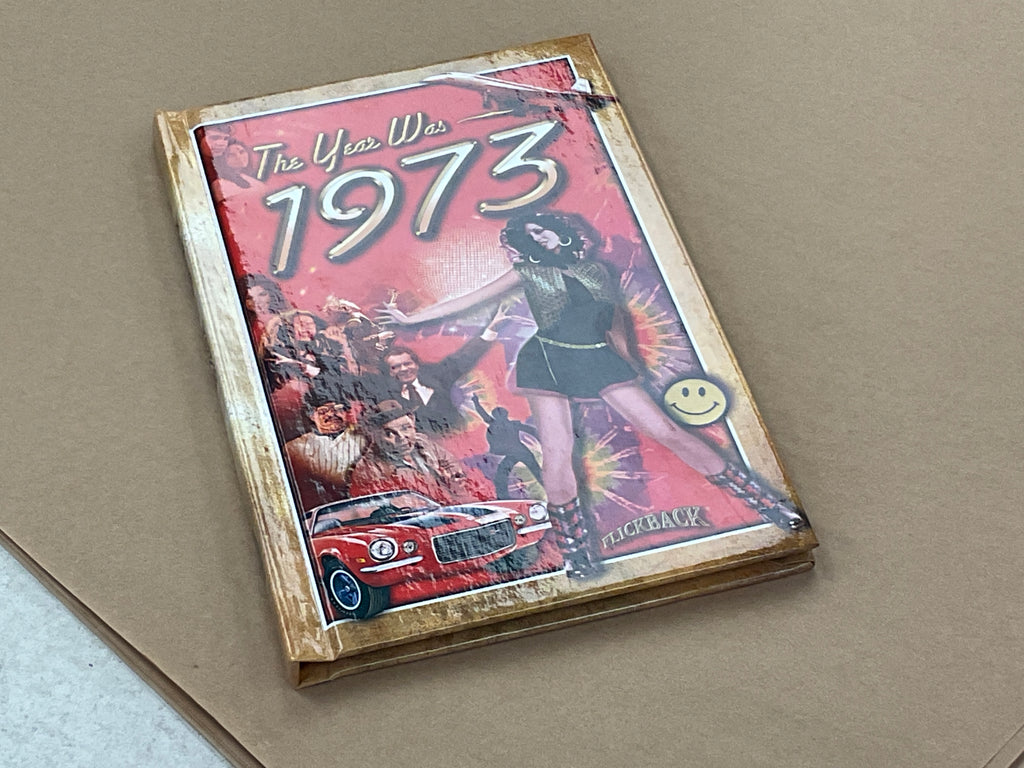 The Year Was
1973
FLICKBACK